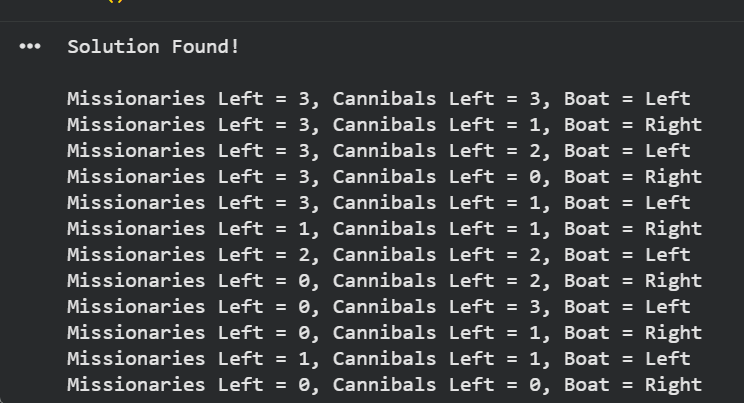 ()
••• Solution Found!
Missionaries Left = 3, Cannibals Left = 3, Boat = Left
Missionaries Left = 3, Cannibals Left = 1, Boat = Right
Missionaries Left = 3, Cannibals Left = 2, Boat = Left
Missionaries Left = 3, Cannibals Left = 0, Boat = Right
Missionaries Left = 3, Cannibals Left = 1, Boat = Left
Missionaries Left = 1, Cannibals Left = 1, Boat = Right
Missionaries Left = 2, Cannibals Left = 2, Boat = Left
Missionaries Left = 0, Cannibals Left = 2, Boat = Right
Missionaries Left = 0, Cannibals Left = 3, Boat = Left
Missionaries Left = 0, Cannibals Left = 1, Boat = Right
Missionaries Left = 1, Cannibals Left = 1, Boat = Left
Missionaries Left = 0, Cannibals Left = 0, Boat = Right